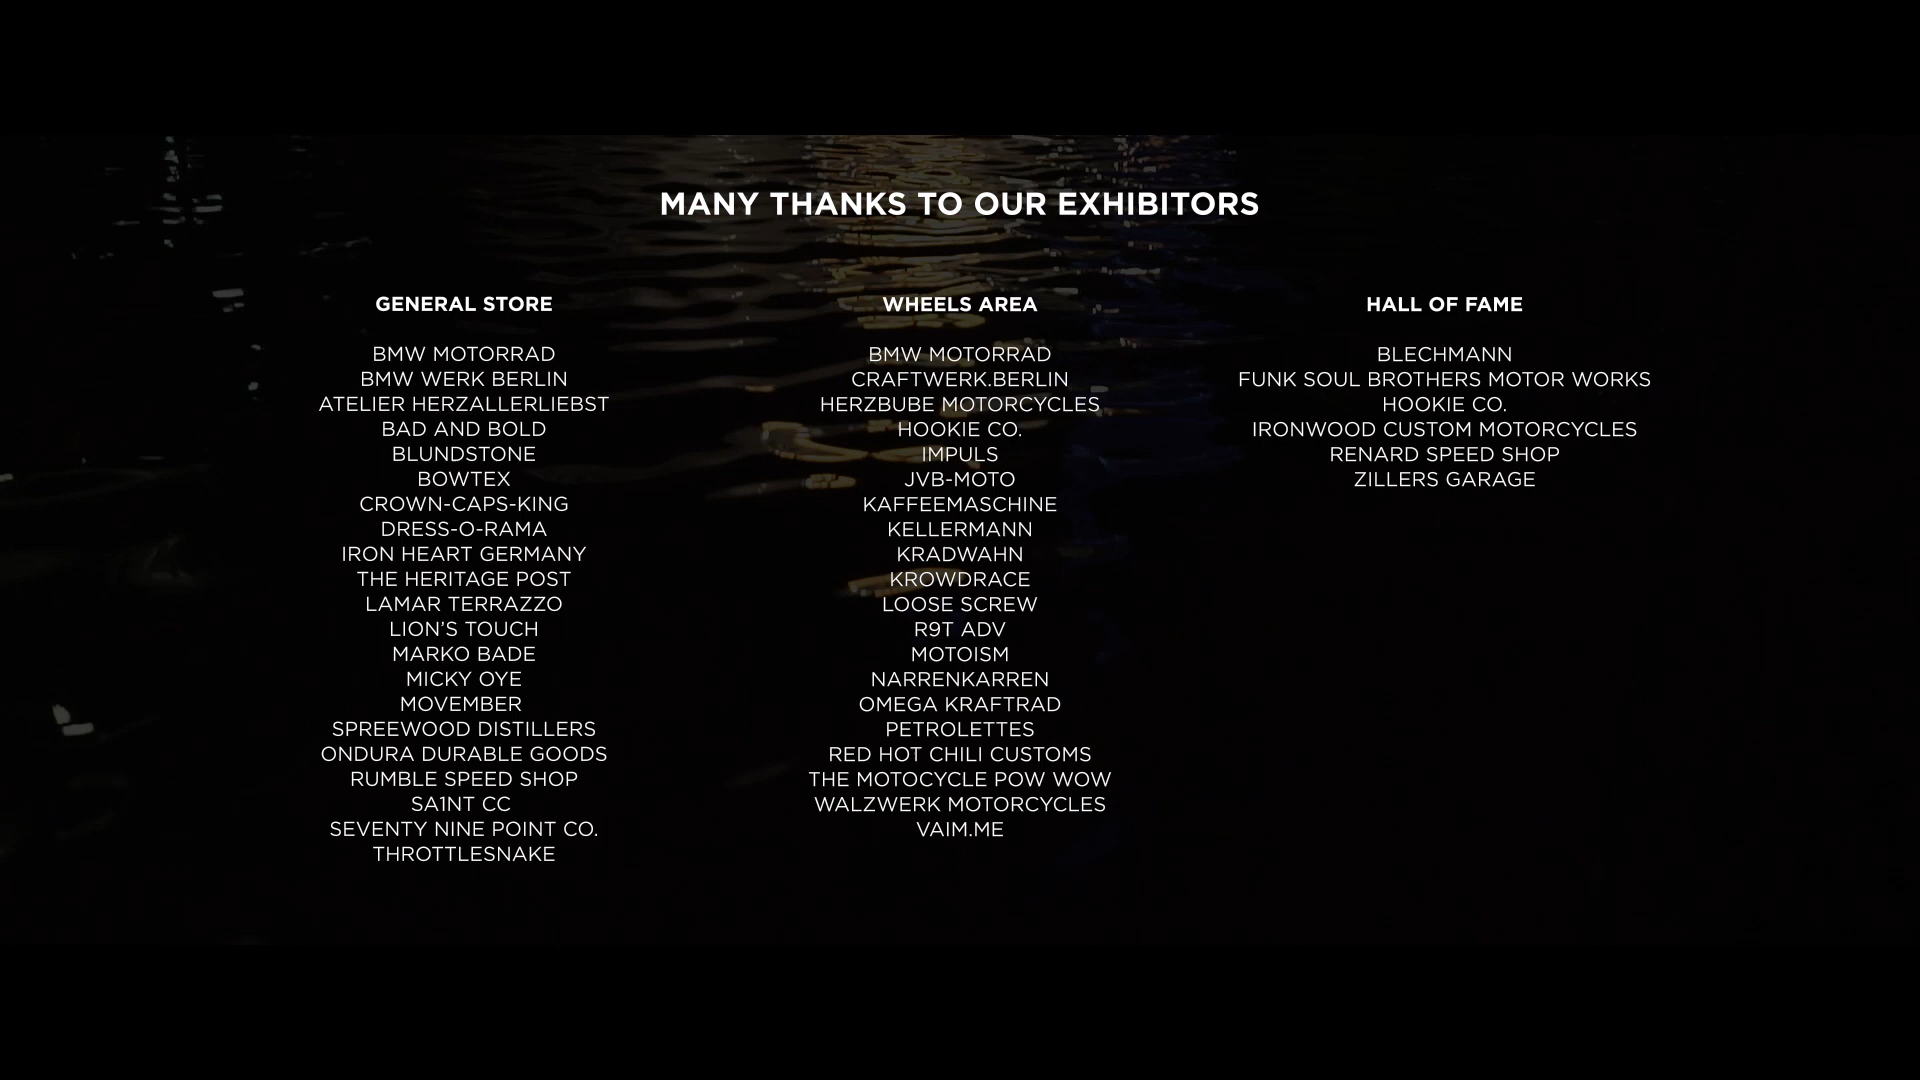 MANY THANKS TO OUR EXHIBITORS
GENERAL STORE
BMW MOTORRAD
BMW WERK BERLIN
ATELIER HERZALLERLIEBST
BAD AND BOLD
BLUNDSTONE
BOWTEX
CROWN-CAPS-KING
DRESS-O-RAMA
IRON HEART GERMANY
THE HERITAGE POST
LAMAR TERRAZZO
LION’S TOUCH
MARKO BADE
MICKY OYE
MOVEMBER
SPREEWOOD DISTILLERS
ONDURA DURABLE GOODS
RUMBLE SPEED SHOP
SA1NT CC
SEVENTY NINE POINT CO.
THROTTLESNAKE
WHEELS AREA
BMW MOTORRAD
CRAFTWERK.BERLIN
HERZBUBE MOTORCYCLES
HOOKIE CO.
IMPULS
JVB-MOTO
KAFFEEMASCHINE
KELLERMANN
KRADWAHN
KROWDRACE
LOOSE SCREW
R9T ADV
MOTOISM
NARRENKARREN
OMEGA KRAFTRAD
PETROLETTES
RED HOT CHILI CUSTOMS
THE MOTOCYCLE POW WOW
WALZWERK MOTORCYCLES
VAIM.ME
HALL OF FAME
BLECHMANN
FUNK SOUL BROTHERS MOTOR WORKS
HOOKIE CO.
IRONWOOD CUSTOM MOTORCYCLES
RENARD SPEED SHOP
ZILLERS GARAGE